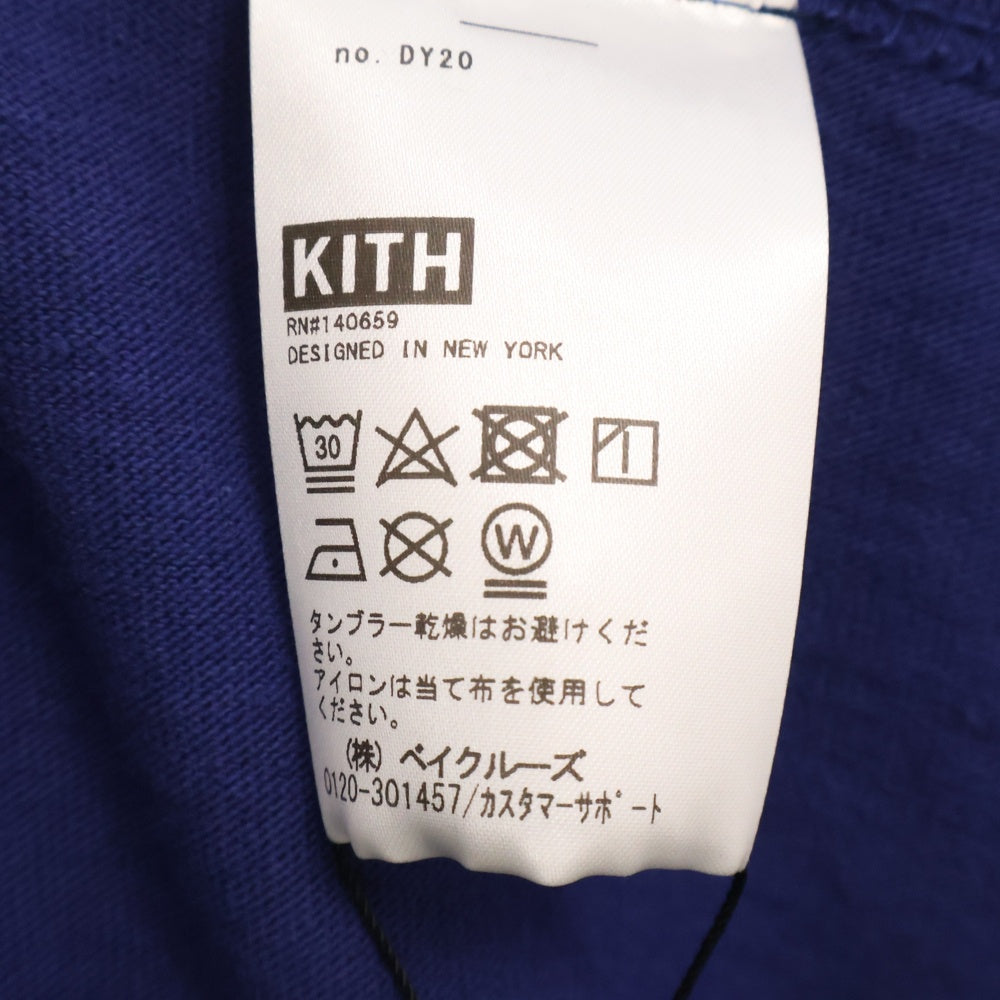 no. DY20
KITH
RN#140659
DESIGNED IN NEW YORK
30
W
タンブラー乾燥はお避けくだ
さい。
アイロンは当て布を使用して
ください。
(株) ベイクルーズ
0120-301457/カスタマーサポート